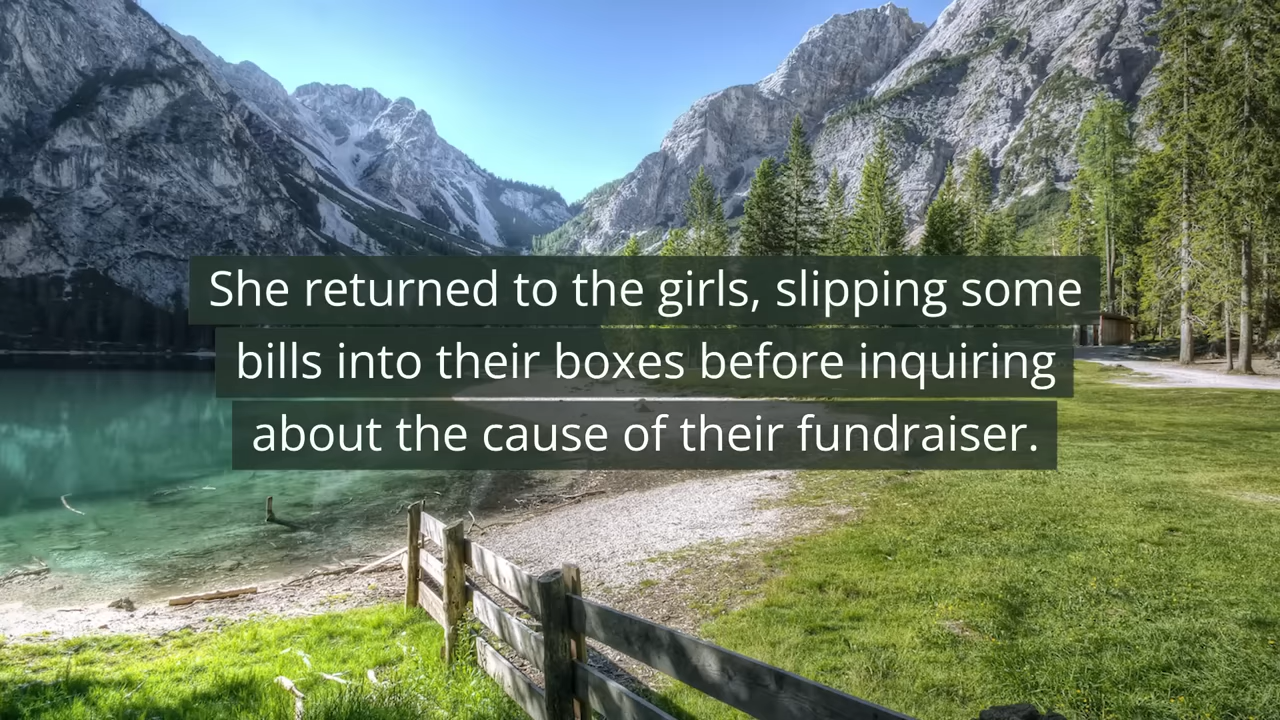 She returned to the girls, slipping some
bills into their boxes before inquiring
about the cause of their fundraiser.